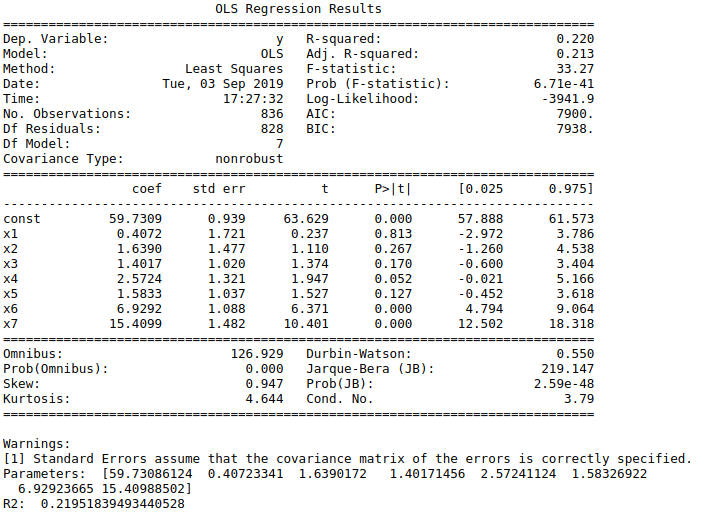 OLS Regression Results
==============================================================================
Dep. Variable:                      y   R-squared:                       0.220
Model:                            OLS   Adj. R-squared:                  0.213
Method:                 Least Squares   F-statistic:                     33.27
Date:                Tue, 03 Sep 2019   Prob (F-statistic):           6.71e-41
Time:                        17:27:32   Log-Likelihood:                -3941.9
No. Observations:                 836   AIC:                             7900.
Df Residuals:                     828   BIC:                             7938.
Df Model:                           7
Covariance Type:            nonrobust
==============================================================================
                 coef    std err          t      P>|t|      [0.025      0.975]
------------------------------------------------------------------------------
const         59.7309      0.939     63.629      0.000      57.888      61.573
x1             0.4072      1.721      0.237      0.813      -2.972       3.786
x2             1.6390      1.477      1.110      0.267      -1.260       4.538
x3             1.4017      1.020      1.374      0.170      -0.600       3.404
x4             2.5724      1.321      1.947      0.052      -0.021       5.166
x5             1.5833      1.037      1.527      0.127      -0.452       3.618
x6             6.9292      1.088      6.371      0.000       4.794       9.064
x7            15.4099      1.482     10.401      0.000      12.502      18.318
==============================================================================
Omnibus:                      126.929   Durbin-Watson:                   0.550
Prob(Omnibus):                  0.000   Jarque-Bera (JB):              219.147
Skew:                           0.947   Prob(JB):                     2.59e-48
Kurtosis:                       4.644   Cond. No.                         3.79
==============================================================================
Warnings:
[1] Standard Errors assume that the covariance matrix of the errors is correctly specified.
Parameters:  [59.73086124  0.40723341  1.6390172   1.40171456  2.57241124  1.58326922
  6.92923665 15.40988502]
R2:  0.21951839493440528